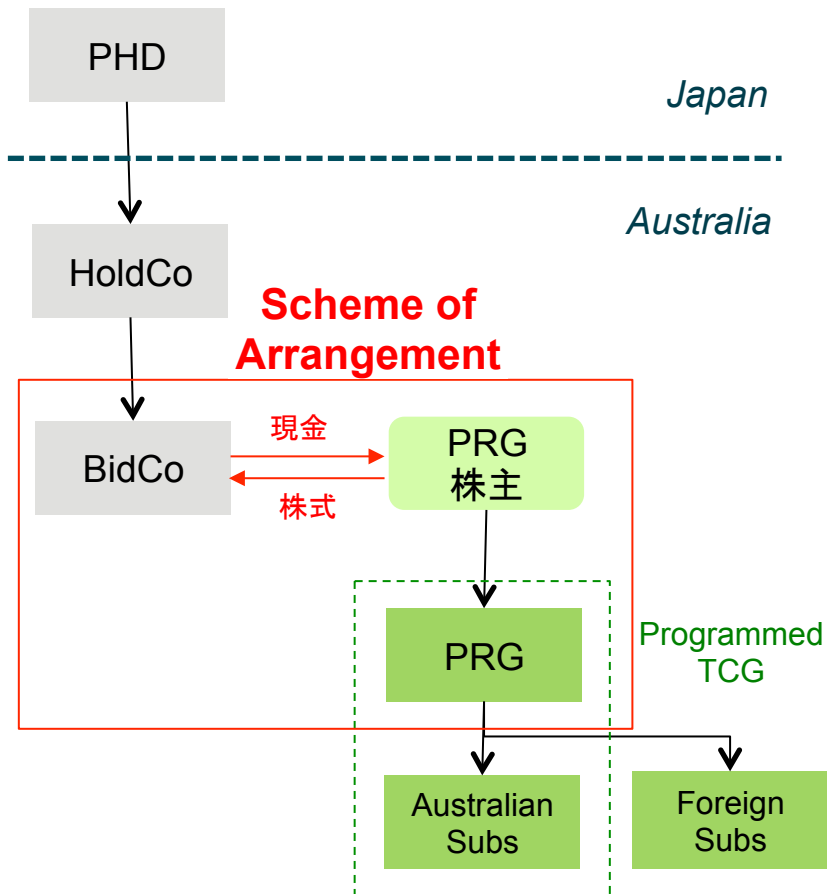 PHD
Japan
Australia
HoldCo
Scheme of
Arrangement
BidCo
現金
株式
PRG
株主
PRG
Programmed
TCG
Australian
Subs
Foreign
Subs